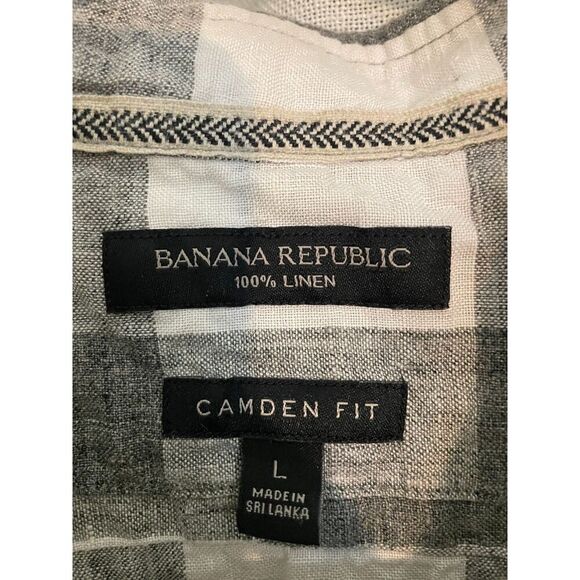 BANANA REPUBLIC
100% LINEN
CAMDEN FIT
L
MADE IN
SRI LANKA